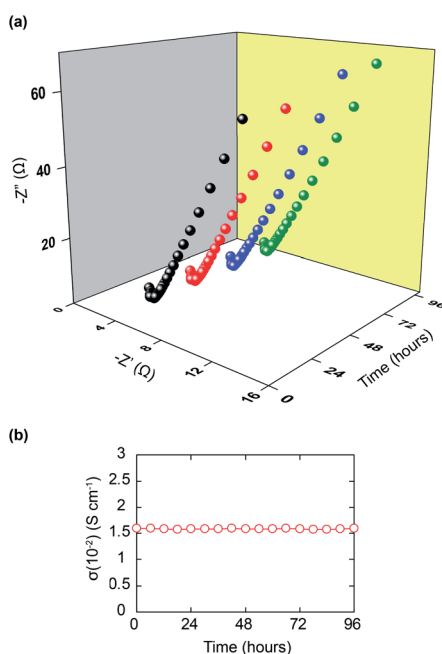 (a)
-Z'' (Ω)
60
40
20
0
4
8
12
16
-Z' (Ω)
0
24
48
72
96
Time (hours)
(b)
σ(10⁻²) (S cm⁻¹)
3
2.5
2
1.5
1
0.5
0
0 24 48 72 96
Time (hours)